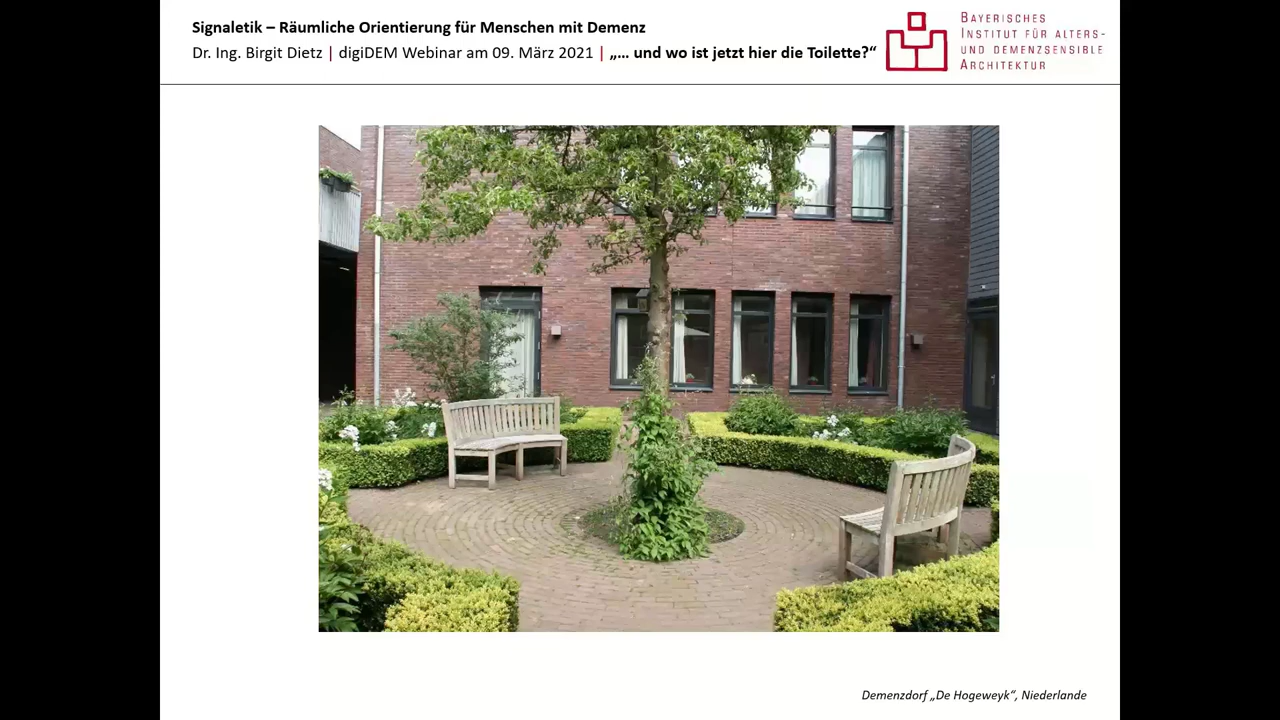 Signaletik – Räumliche Orientierung für Menschen mit Demenz
Dr. Ing. Birgit Dietz | digiDEM Webinar am 09. März 2021 | „... und wo ist jetzt hier die Toilette?“
BAYERISCHES
INSTITUT FÜR ALTERS-
UND DEMENZSENSIBLE
ARCHITEKTUR
Demenzdorf „De Hogeweyk“, Niederlande